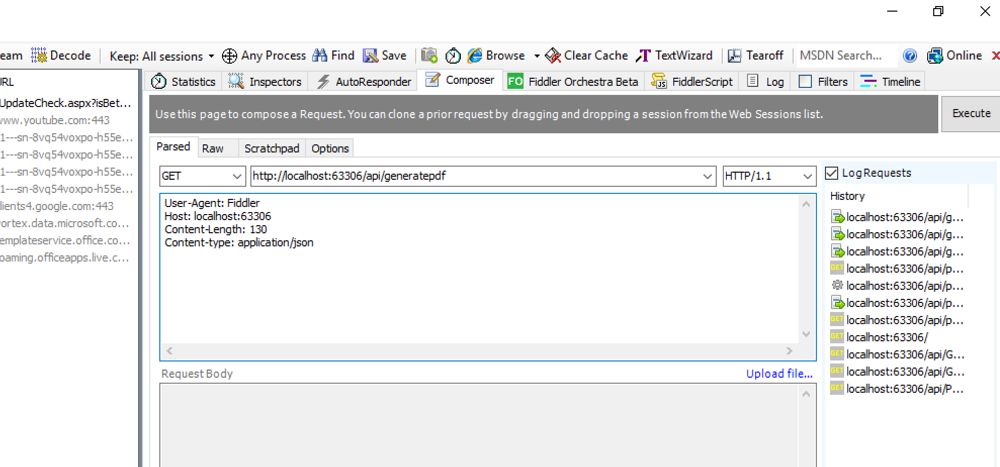 eam Decode Keep: All sessions Any Process Find Save Browse Clear Cache TextWizard Tearoff MSDN Search... Online
URL
Statistics Inspectors AutoResponder Composer FO Fiddler Orchestra Beta JS FiddlerScript Log Filters Timeline
UpdateCheck.aspx?isBet...
www.youtube.com:443
1---sn-8vq54voxpo-h55e...
1---sn-8vq54voxpo-h55e...
1---sn-8vq54voxpo-h55e...
1---sn-8vq54voxpo-h55e...
clients4.google.com:443
vortex.data.microsoft.co...
templateservice.office.co...
roaming.officeapps.live.c...
Use this page to compose a Request. You can clone a prior request by dragging and dropping a session from the Web Sessions list.
Execute
Parsed Raw Scratchpad Options
GET http://localhost:63306/api/generatepdf HTTP/1.1
User-Agent: Fiddler
Host: localhost:63306
Content-Length: 130
Content-type: application/json
Request Body Upload file...
Log Requests
History
localhost:63306/api/g...
localhost:63306/api/g...
localhost:63306/api/g...
GET localhost:63306/api/p...
localhost:63306/api/p...
localhost:63306/api/p...
GET localhost:63306/api/p...
GET localhost:63306/
GET localhost:63306/api/G...
GET localhost:63306/api/G...
GET localhost:63306/api/P...